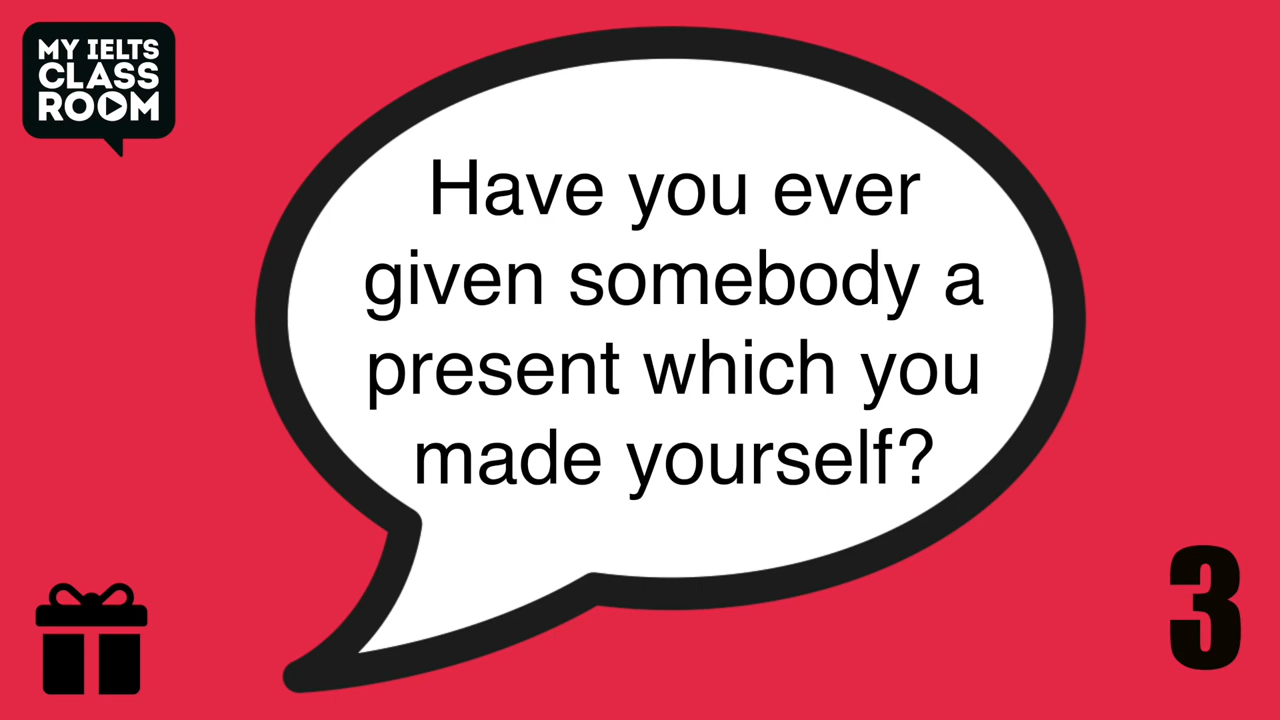 MY IELTS
CLASS
ROOM
Have you ever
given somebody a
present which you
made yourself?
3